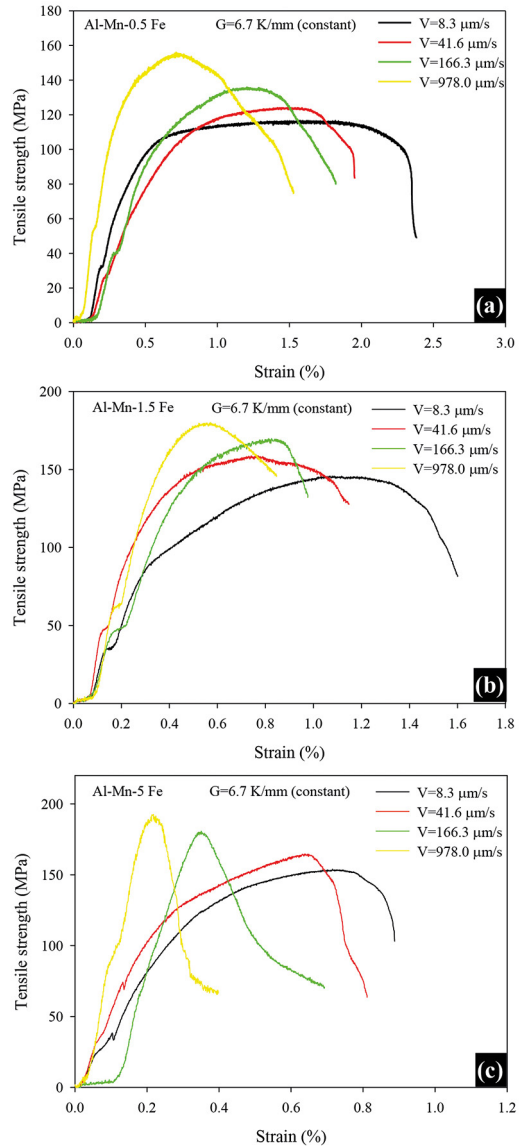 Al-Mn-0.5 Fe G=6.7 K/mm (constant)
V=8.3 µm/s
V=41.6 µm/s
V=166.3 µm/s
V=978.0 µm/s
180
160
140
120
100
80
60
40
20
0
Tensile strength (MPa)
(a)
0.0 0.5 1.0 1.5 2.0 2.5 3.0
Strain (%)
Al-Mn-1.5 Fe G=6.7 K/mm (constant)
V=8.3 µm/s
V=41.6 µm/s
V=166.3 µm/s
V=978.0 µm/s
200
150
100
50
0
Tensile strength (MPa)
(b)
0.0 0.2 0.4 0.6 0.8 1.0 1.2 1.4 1.6 1.8
Strain (%)
Al-Mn-5 Fe G=6.7 K/mm (constant)
V=8.3 µm/s
V=41.6 µm/s
V=166.3 µm/s
V=978.0 µm/s
200
150
100
50
0
Tensile strength (MPa)
(c)
0.0 0.2 0.4 0.6 0.8 1.0 1.2
Strain (%)